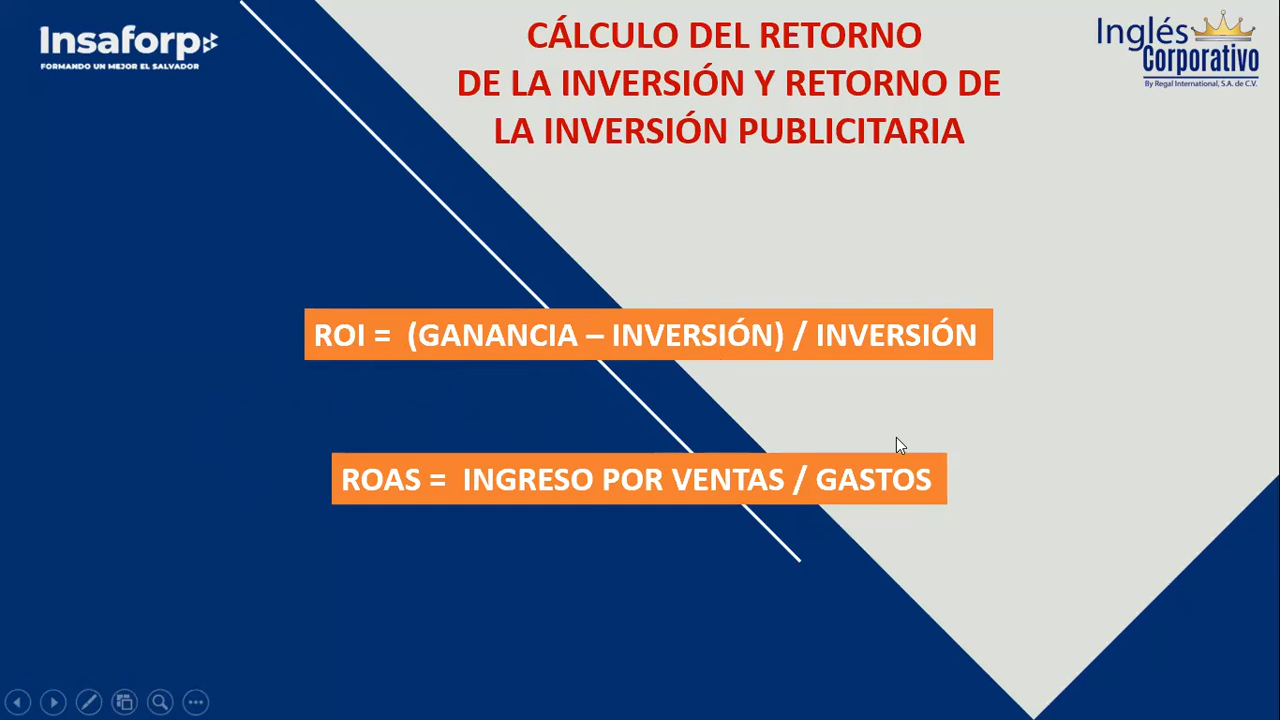 Insaforp
FORMANDO UN MEJOR EL SALVADOR
CÁLCULO DEL RETORNO
DE LA INVERSIÓN Y RETORNO DE
LA INVERSIÓN PUBLICITARIA
Inglés
Corporativo
By Regal International, S.A. de C.V.
ROI = (GANANCIA – INVERSIÓN) / INVERSIÓN
ROAS = INGRESO POR VENTAS / GASTOS